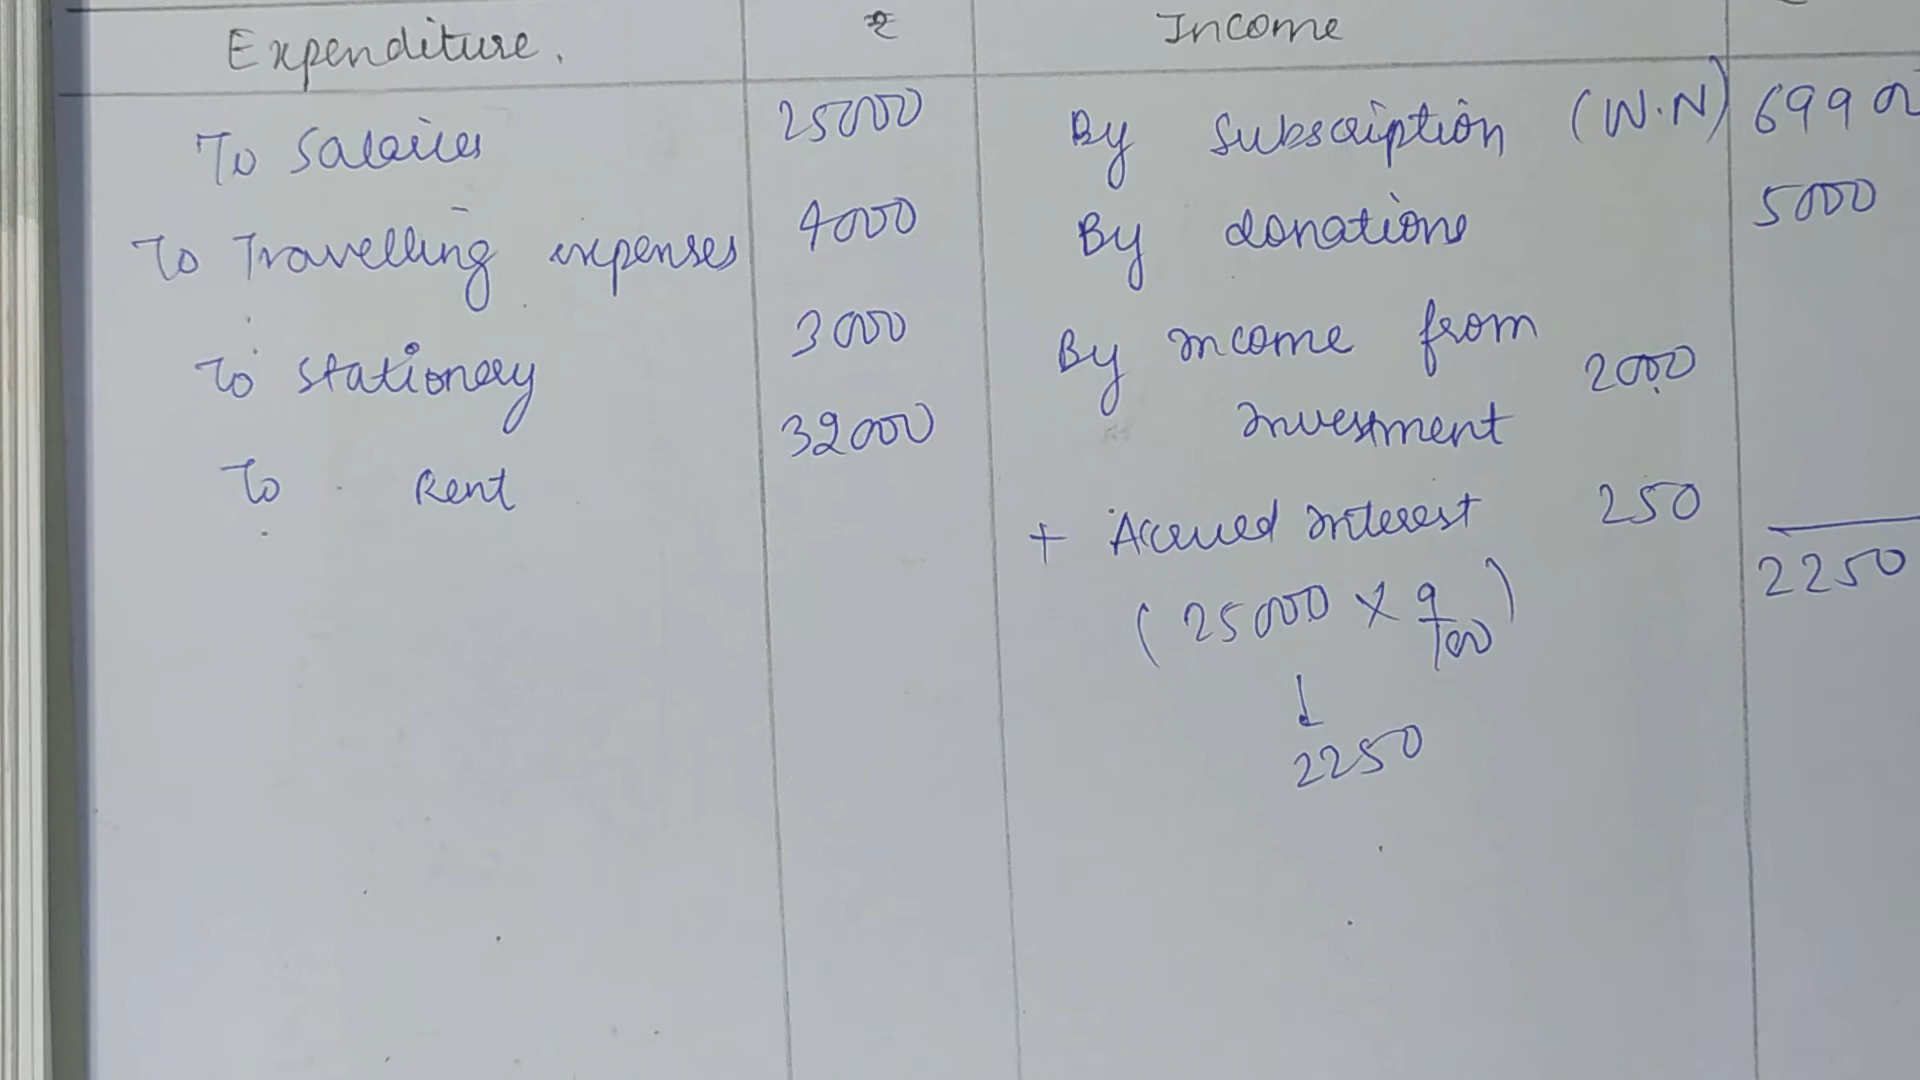 Expenditure. ₹ Income
To Salaries 25000 By Subscription (W.N)
To Travelling expenses 4000 By donations 5000
To Stationery 3000 By Income from
Investment 2000
To Rent 32000
+ Accrued Interest 250
2250
(25000 x 9/100)
↓
2250